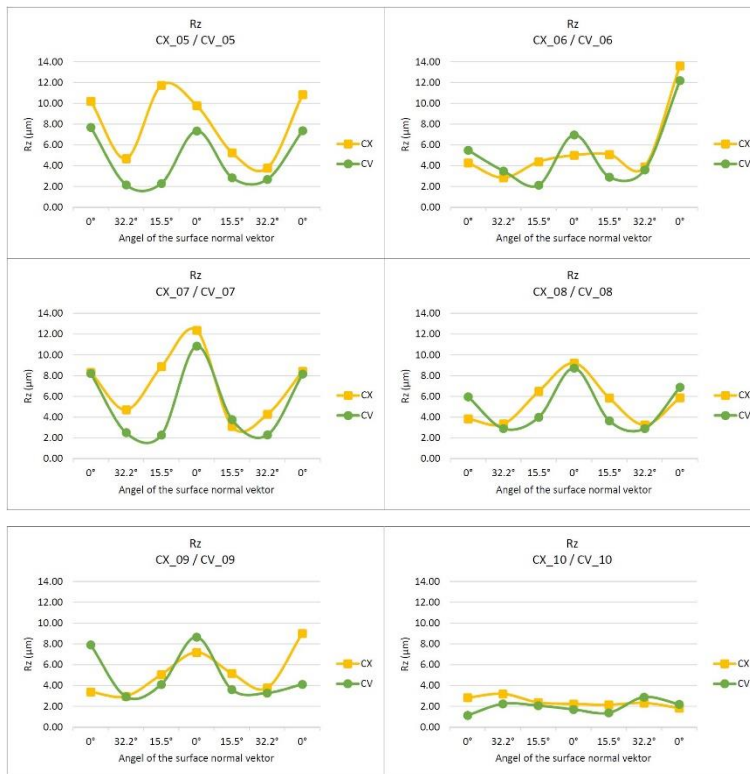 Rz
CX_05 / CV_05
14.00
12.00
10.00
8.00
6.00
4.00
2.00
0.00
Rz (µm)
0° 32.2° 15.5° 0° 15.5° 32.2° 0°
Angel of the surface normal vektor
CX
CV
Rz
CX_06 / CV_06
14.00
12.00
10.00
8.00
6.00
4.00
2.00
0.00
Rz (µm)
0° 32.2° 15.5° 0° 15.5° 32.2° 0°
Angel of the surface normal vektor
CX
CV
Rz
CX_07 / CV_07
14.00
12.00
10.00
8.00
6.00
4.00
2.00
0.00
Rz (µm)
0° 32.2° 15.5° 0° 15.5° 32.2° 0°
Angel of the surface normal vektor
CX
CV
Rz
CX_08 / CV_08
14.00
12.00
10.00
8.00
6.00
4.00
2.00
0.00
Rz (µm)
0° 32.2° 15.5° 0° 15.5° 32.2° 0°
Angel of the surface normal vektor
CX
CV
Rz
CX_09 / CV_09
14.00
12.00
10.00
8.00
6.00
4.00
2.00
0.00
Rz (µm)
0° 32.2° 15.5° 0° 15.5° 32.2° 0°
Angel of the surface normal vektor
CX
CV
Rz
CX_10 / CV_10
14.00
12.00
10.00
8.00
6.00
4.00
2.00
0.00
Rz (µm)
0° 32.2° 15.5° 0° 15.5° 32.2° 0°
Angel of the surface normal vektor
CX
CV